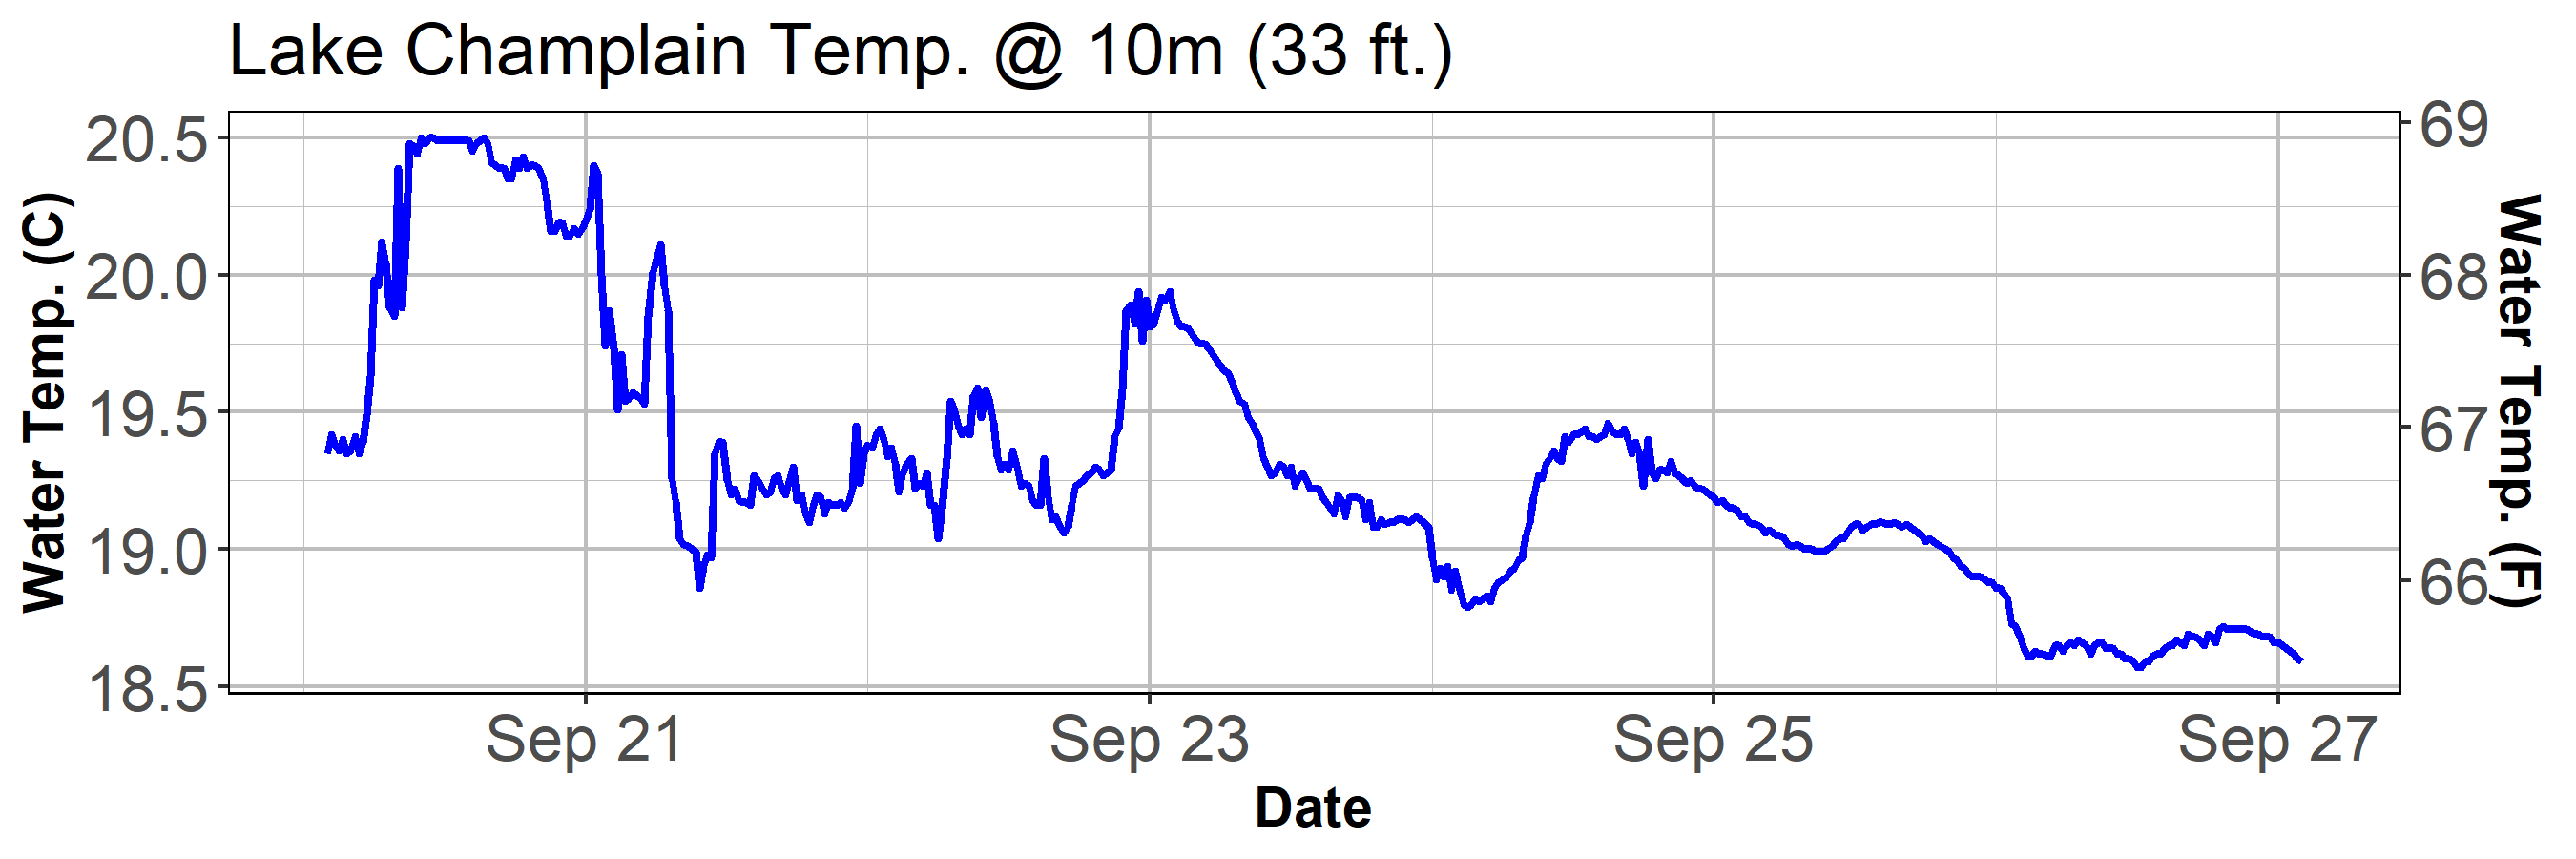 Lake Champlain Temp. @ 10m (33 ft.)
Water Temp. (C)
20.5
20.0
19.5
19.0
18.5
69
68
67
66
Water Temp. (F)
Sep 21
Sep 23
Sep 25
Sep 27
Date